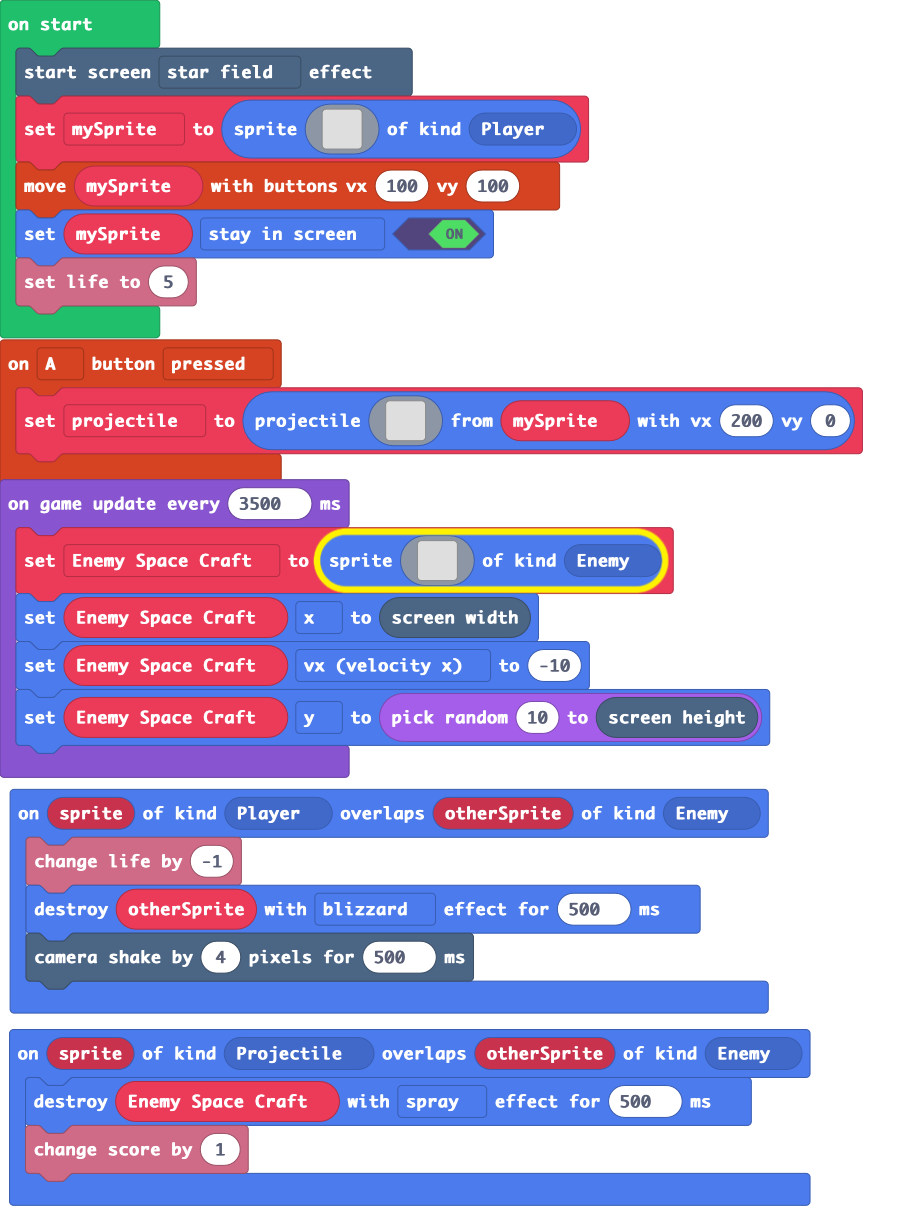 on start
start screen star field effect
set mySprite to sprite of kind Player
move mySprite with buttons vx 100 vy 100
set mySprite stay in screen ON
set life to 5
on A button pressed
set projectile to projectile from mySprite with vx 200 vy 0
on game update every 3500 ms
set Enemy Space Craft to sprite of kind Enemy
set Enemy Space Craft x to screen width
set Enemy Space Craft vx (velocity x) to -10
set Enemy Space Craft y to pick random 10 to screen height
on sprite of kind Player overlaps otherSprite of kind Enemy
change life by -1
destroy otherSprite with blizzard effect for 500 ms
camera shake by 4 pixels for 500 ms
on sprite of kind Projectile overlaps otherSprite of kind Enemy
destroy Enemy Space Craft with spray effect for 500 ms
change score by 1